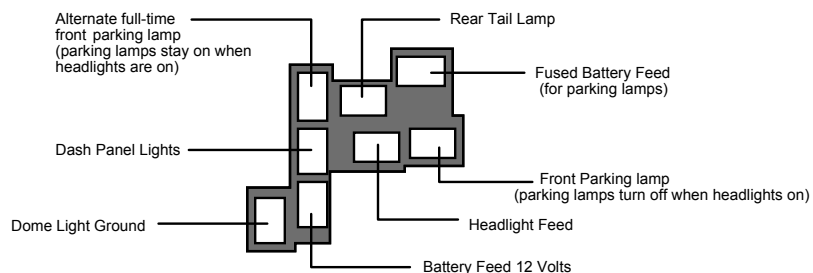 Alternate full-time
front parking lamp
(parking lamps stay on when
headlights are on)
Rear Tail Lamp
Fused Battery Feed
(for parking lamps)
Dash Panel Lights
Front Parking lamp
(parking lamps turn off when headlights on)
Dome Light Ground
Headlight Feed
Battery Feed 12 Volts